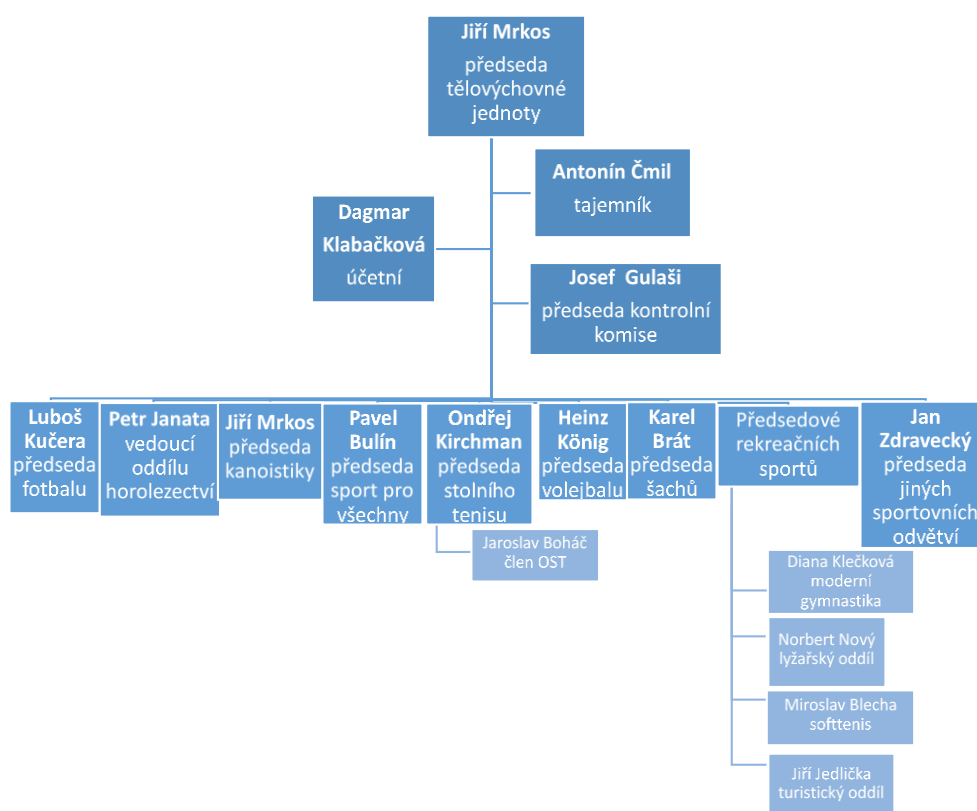 Jiří Mrkos
předseda
tělovýchovné
jednoty
Antonín Čmil
tajemník
Dagmar
Klabačková
účetní
Josef Gulaši
předseda kontrolní
komise
Luboš
Kučera
předseda
fotbalu
Petr Janata
vedoucí
oddílu
horolezectví
Jiří Mrkos
předseda
kanoistiky
Pavel
Bulín
předseda
sport pro
všechny
Ondřej
Kirchman
předseda
stolního
tenisu
Heinz
König
předseda
volejbalu
Karel
Brát
předseda
šachů
Předsedové
rekreačních
sportů
Jan
Zdravecký
předseda
jiných
sportovních
odvětví
Jaroslav Boháč
člen OST
Diana Klečková
moderní
gymnastika
Norbert Nový
lyžařský oddíl
Miroslav Blecha
softtenis
Jiří Jedlička
turistický oddíl